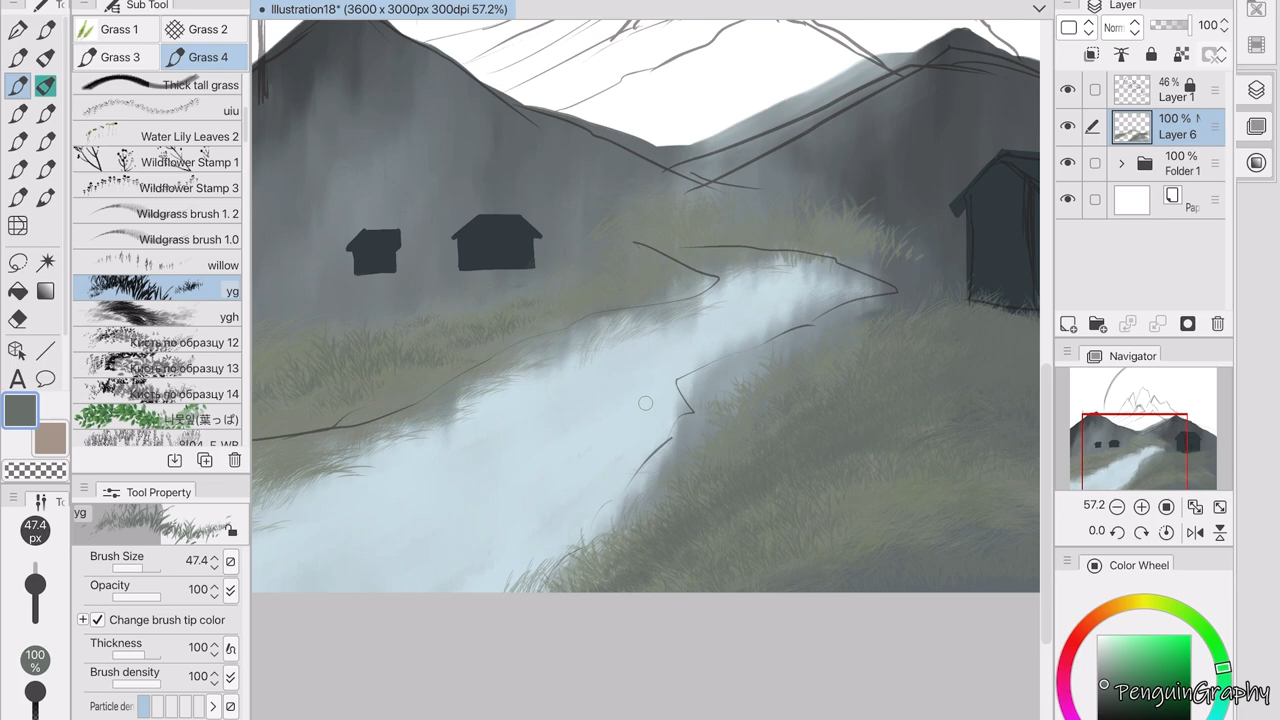 Sub Tool
Illustration18* (3600 x 3000px 300dpi 57.2%)
Layer
Grass 1
Grass 2
Grass 3
Grass 4
Norm
100
Thick tall grass
uiu
Water Lily Leaves 2
Wildflower Stamp 1
Wildflower Stamp 3
Wildgrass brush 1. 2
Wildgrass brush 1.0
willow
yg
ygh
Кисть по образцу 12
Кисть по образцу 13
Кисть по образцу 14
46 %
Layer 1
100 % N
Layer 6
100 %
Folder 1
Pap
A
Tool Property
yg
47.4
px
Brush Size
47.4
Opacity
100
Change brush tip color
Thickness
100
Brush density
100
Particle den
100
%
Navigator
57.2
0.0
Color Wheel
PenguinGraphy